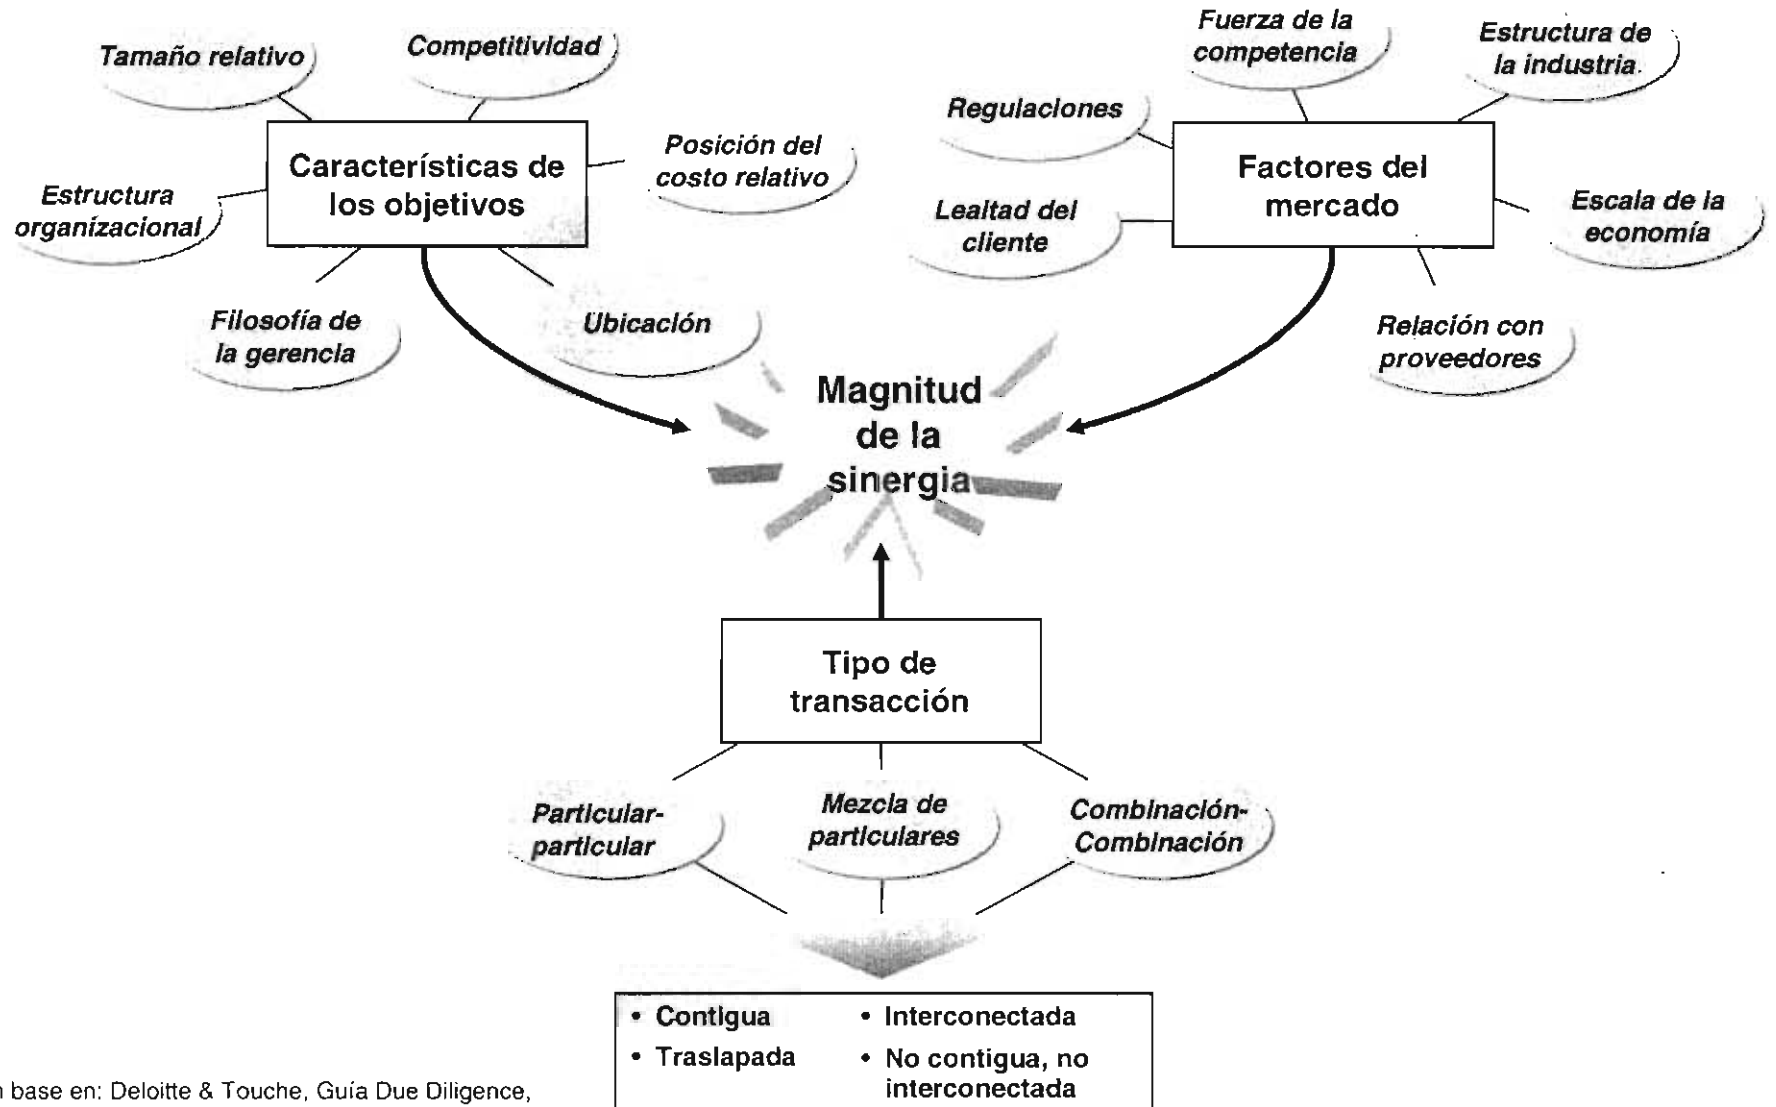 Tamaño relativo
Competitividad
Características de
los objetivos
Posición del
costo relativo
Estructura
organizacional
Filosofía de
la gerencia
Ubicación
Fuerza de la
competencia
Estructura de
la industria
Regulaciones
Factores del
mercado
Lealtad del
cliente
Escala de la
economía
Relación con
proveedores
Magnitud
de la
sinergia
Tipo de
transacción
Particular-
particular
Mezcla de
particulares
Combinación-
Combinación
• Contigua
• Traslapada
• Interconectada
• No contigua, no
interconectada
base en: Deloitte & Touche, Guía Due Diligence,